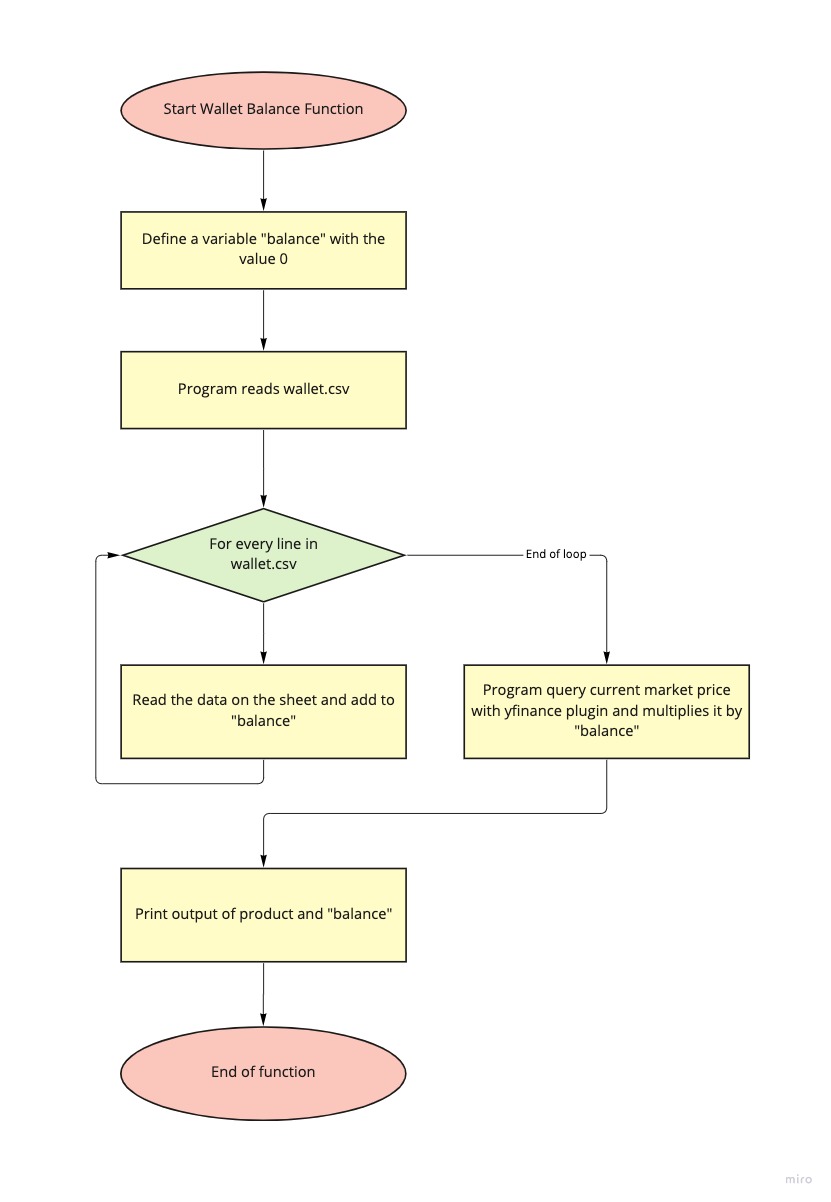 Start Wallet Balance Function
Define a variable "balance" with the
value 0
Program reads wallet.csv
For every line in
wallet.csv
End of loop
Read the data on the sheet and add to
"balance"
Program query current market price
with yfinance plugin and multiplies it by
"balance"
Print output of product and "balance"
End of function
miro